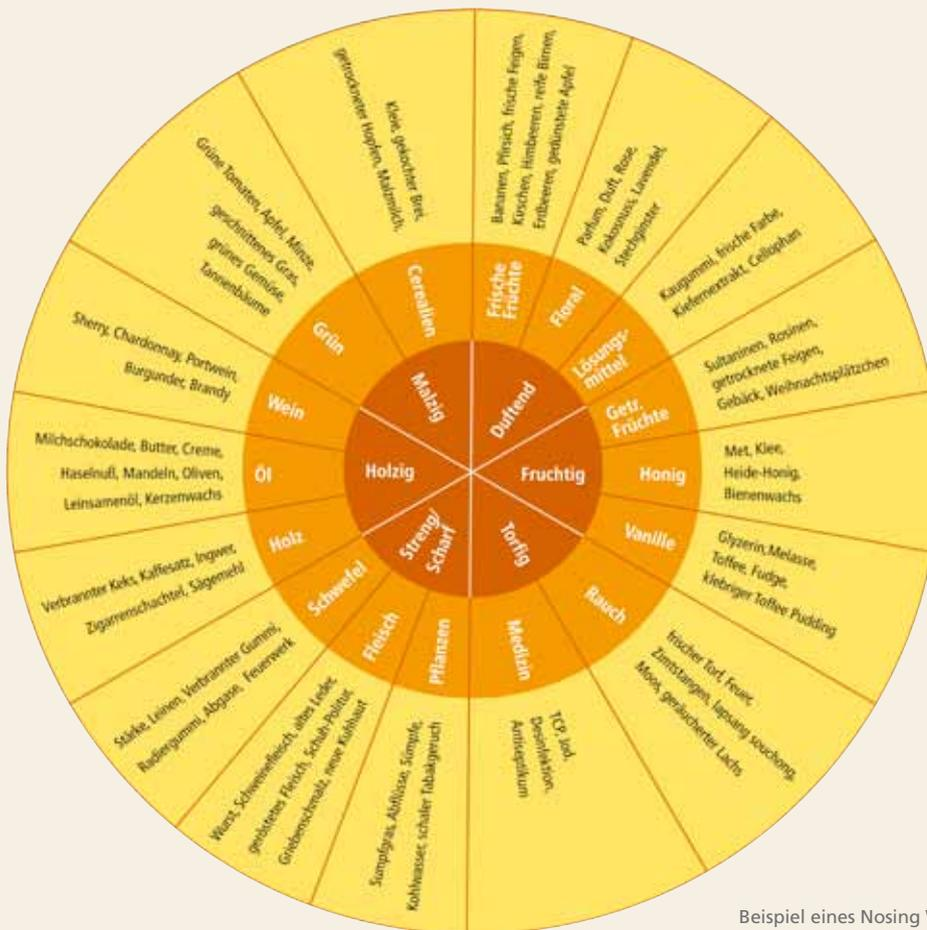 Malzig
Duftend
Fruchtig
Torfig
Streng/
Scharf
Holzig
Cerealien
Frische
Früchte
Floral
Lösungs-
mittel
Getr.
Früchte
Honig
Vanille
Rauch
Medizin
Pflanzen
Fleisch
Schwefel
Holz
Öl
Wein
Grün
Kleie, gekochter Brei,
getrockneter Hopfen, Malzmilch,
Bananen, Pfirsich, frische Feigen,
Kirschen, Himbeeren, reife Birnen,
Erdbeeren, gedünstete Apfel
Parfum, Duft, Rose,
Kokosnuss, Lavendel,
Stechginster
Kaugummi, frische Farbe,
Kiefernextrakt, Cellophan
Sultaninen, Rosinen,
getrocknete Feigen,
Gebäck, Weihnachtsplätzchen
Met, Klee,
Heide-Honig,
Bienenwachs
Glyzerin,Melasse,
Toffee, Fudge,
klebriger Toffee Pudding
frischer Torf, Feuer,
Zimtstangen, lapsang souchong,
Moos, geräucherter Lachs
TCP, Jod,
Desinfektion,
Antiseptikum
Sumpfgras, Abflüsse, Sümpfe,
Kohlwasser, schaler Tabakgeruch
Wurst, Schweinefleisch, altes Leder,
geröstetes Fleisch, Schuh-Politur,
Griebenschmalz, neue Kuhhaut
Stärke, Leinen, Verbrannter Gummi,
Radiergummi, Abgase, Feuerwerk
Verbrannter Keks, Kaffesatz, Ingwer,
Zigarrenschachtel, Sägemehl
Milchschokolade, Butter, Creme,
Haselnuß, Mandeln, Oliven,
Leinsamenöl, Kerzenwachs
Sherry, Chardonnay, Portwein,
Burgunder, Brandy
Grüne Tomaten, Apfel, Minze,
geschnittenes Gras,
grünes Gemüse,
Tannenbäume
Beispiel eines Nosing